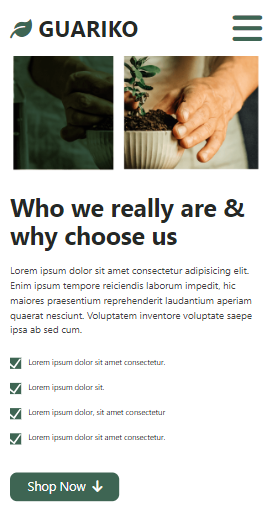 GUARIKO
Who we really are &
why choose us
Lorem ipsum dolor sit amet consectetur adipisicing elit.
Enim ipsum tempore reiciendis laborum impedit, hic
maiores praesentium reprehenderit laudantium aperiam
quaerat nesciunt. Voluptatem inventore voluptate saepe
ipsa ab sed cum.
Lorem ipsum dolor sit amet consectetur.
Lorem ipsum dolor sit.
Lorem ipsum dolor, sit amet consectetur
Lorem ipsum dolor sit amet consectetur.
Shop Now